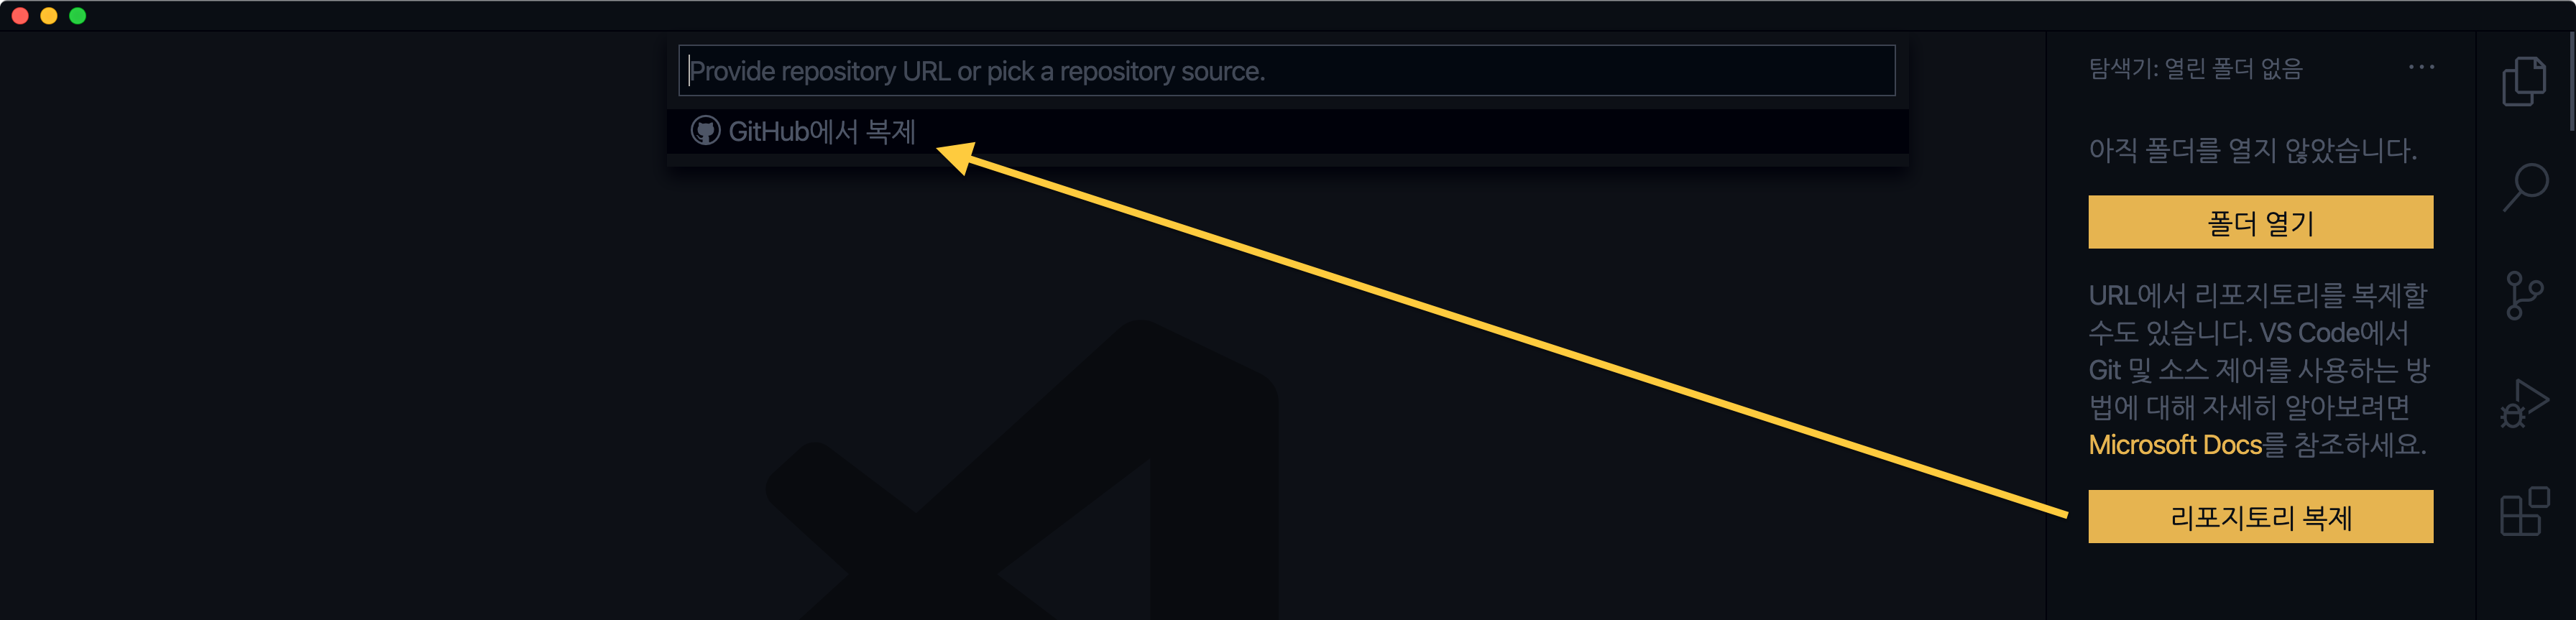 Provide repository URL or pick a repository source.
GitHub에서 복제
탐색기: 열린 폴더 없음
아직 폴더를 열지 않았습니다.
폴더 열기
URL에서 리포지토리를 복제할
수도 있습니다. VS Code에서
Git 및 소스 제어를 사용하는 방
법에 대해 자세히 알아보려면
Microsoft Docs를 참조하세요.
리포지토리 복제